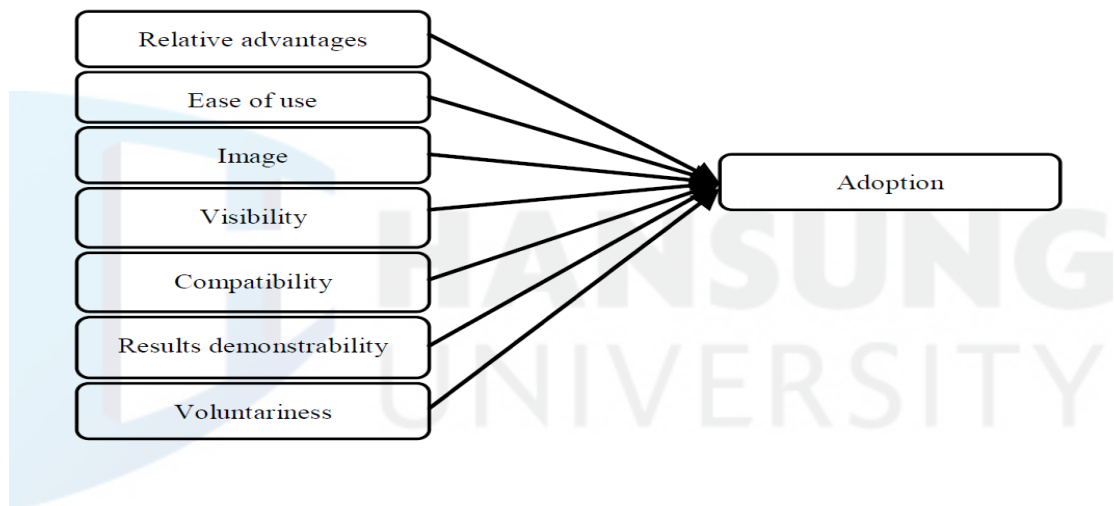 Relative advantages
Ease of use
Image
Visibility
Compatibility
Results demonstrability
Voluntariness
Adoption
HANSUNG
UNIVERSITY